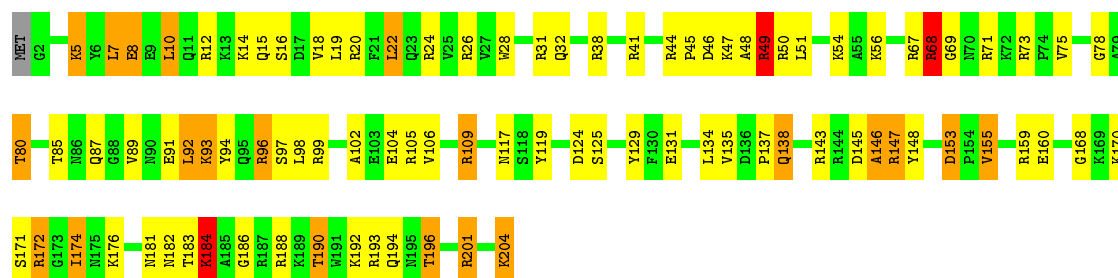 MET G2 K5 Y6 L7 E8 E9 L10 Q11 R12 K13 K14 Q15 S16 D17 V18 L19 R20 F21 L22 Q23 R24 V25 R26 V27 W28 R31 Q32 R38 R41 R44 P45 D46 K47 A48 R49 R50 L51 K54 A55 K56 R67 R68 G69 N70 R71 K72 R73 P74 V75 G78 A79
T80 T85 N86 Q87 G88 V89 N90 E91 L92 K93 Y94 Q95 R96 S97 L98 R99 A102 E103 E104 R105 V106 R109 N117 S118 Y119 D124 S125 Y129 F130 E131 L134 V135 D136 P137 Q138 R143 R144 D145 A146 R147 Y148 D153 P154 V155 R159 E160 G168 K169 K170
S171 R172 G173 I174 N175 K176 N181 N182 T183 K184 A185 G186 R187 R188 K189 T190 W191 K192 R193 Q194 N195 T196 R201 K204